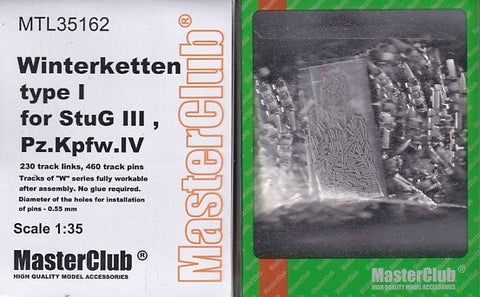 MTL35162
Winterketten
type I
for StuG III ,
Pz.Kpfw.IV
230 track links, 460 track pins
Tracks of "W" series fully workable
after assembly. No glue required.
Diameter of the holes for installation
of pins - 0.55 mm
Scale 1:35
MasterClub®
HIGH QUALITY MODEL ACCESSORIES
MasterClub®
MasterClub®
HIGH QUALITY MODEL ACCESSORIES